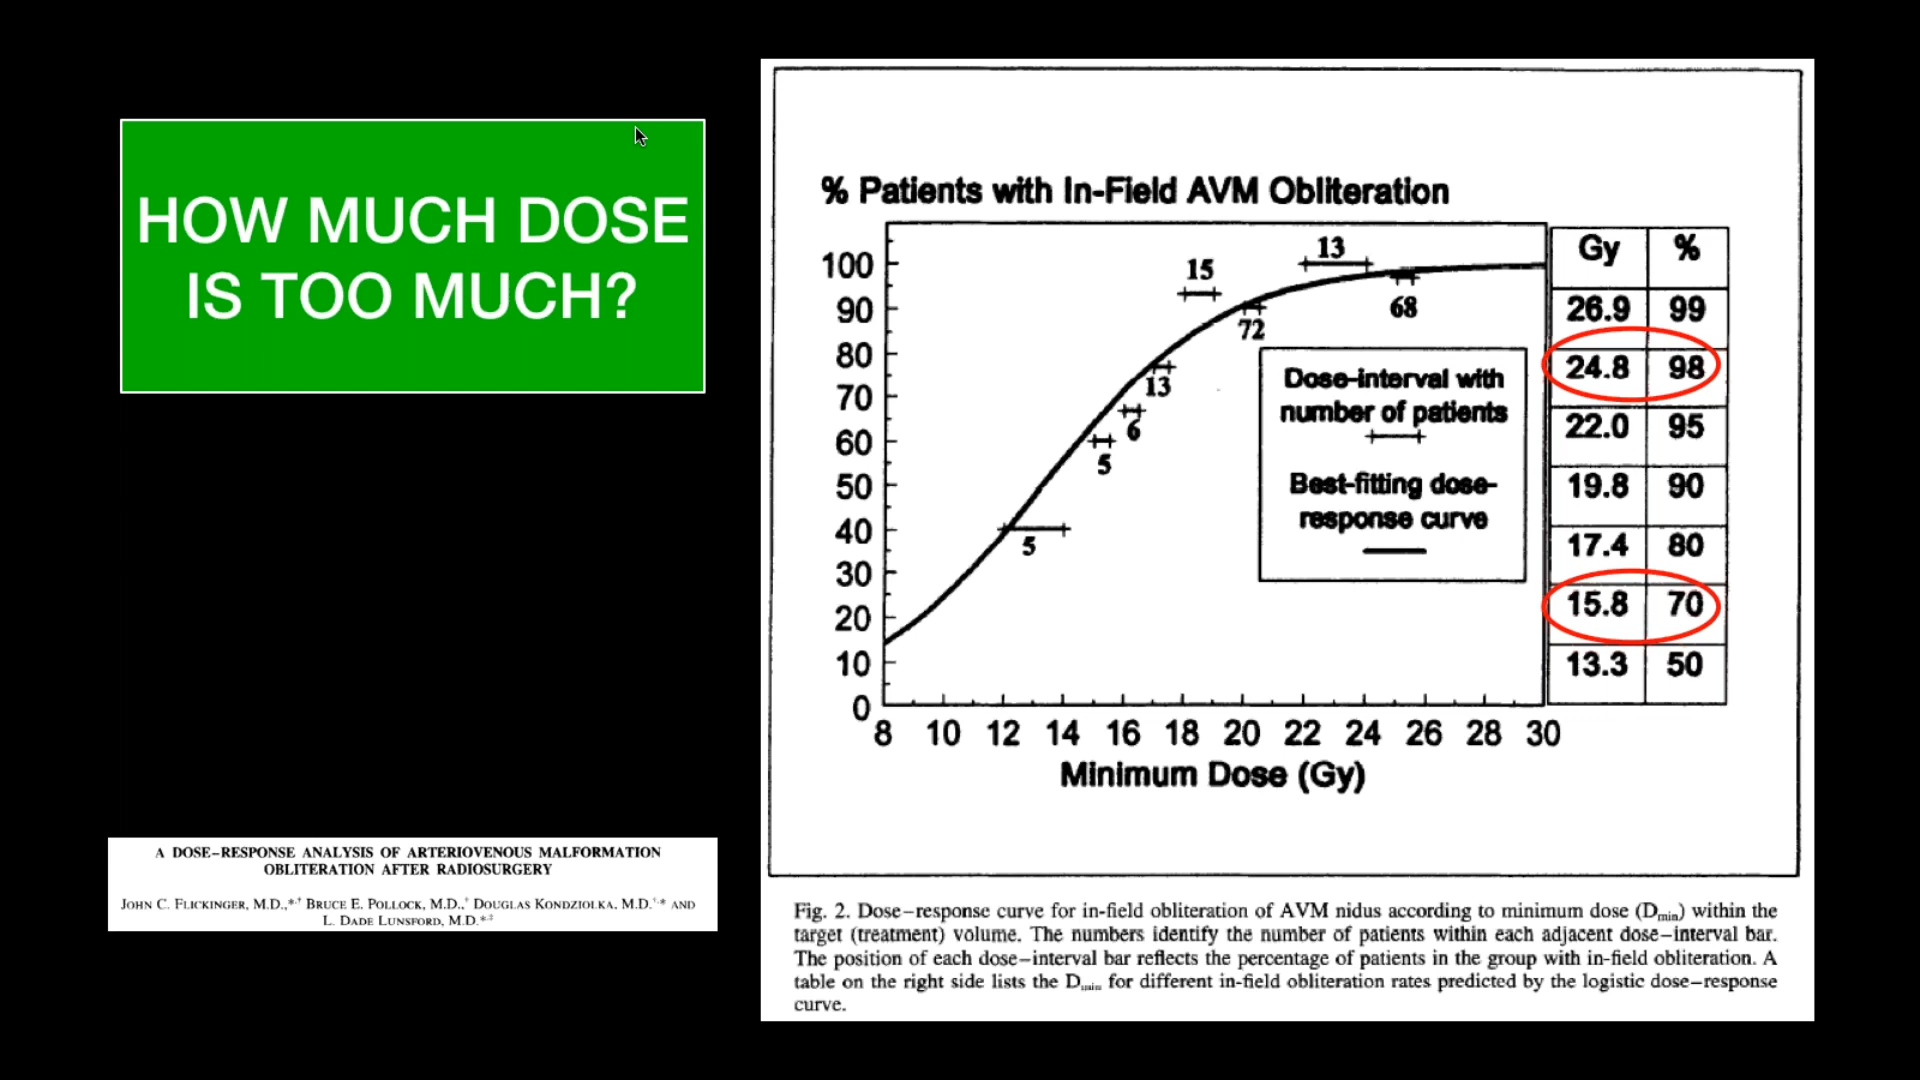 HOW MUCH DOSE
IS TOO MUCH?
A DOSE–RESPONSE ANALYSIS OF ARTERIOVENOUS MALFORMATION
OBLITERATION AFTER RADIOSURGERY
JOHN C. FLICKINGER, M.D.,*,† BRUCE E. POLLOCK, M.D.,† DOUGLAS KONDZIOLKA, M.D.†,* AND
L. DADE LUNSFORD, M.D.*,‡
% Patients with In-Field AVM Obliteration
100
90
80
70
60
50
40
30
20
10
0
8 10 12 14 16 18 20 22 24 26 28 30
Minimum Dose (Gy)
15
13
68
72
13
6
5
5
Dose-interval with
number of patients
Best-fitting dose-
response curve
Gy %
26.9 99
24.8 98
22.0 95
19.8 90
17.4 80
15.8 70
13.3 50
Fig. 2. Dose–response curve for in-field obliteration of AVM nidus according to minimum dose (Dmin) within the
target (treatment) volume. The numbers identify the number of patients within each adjacent dose–interval bar.
The position of each dose–interval bar reflects the percentage of patients in the group with in-field obliteration. A
table on the right side lists the Dmin for different in-field obliteration rates predicted by the logistic dose–response
curve.